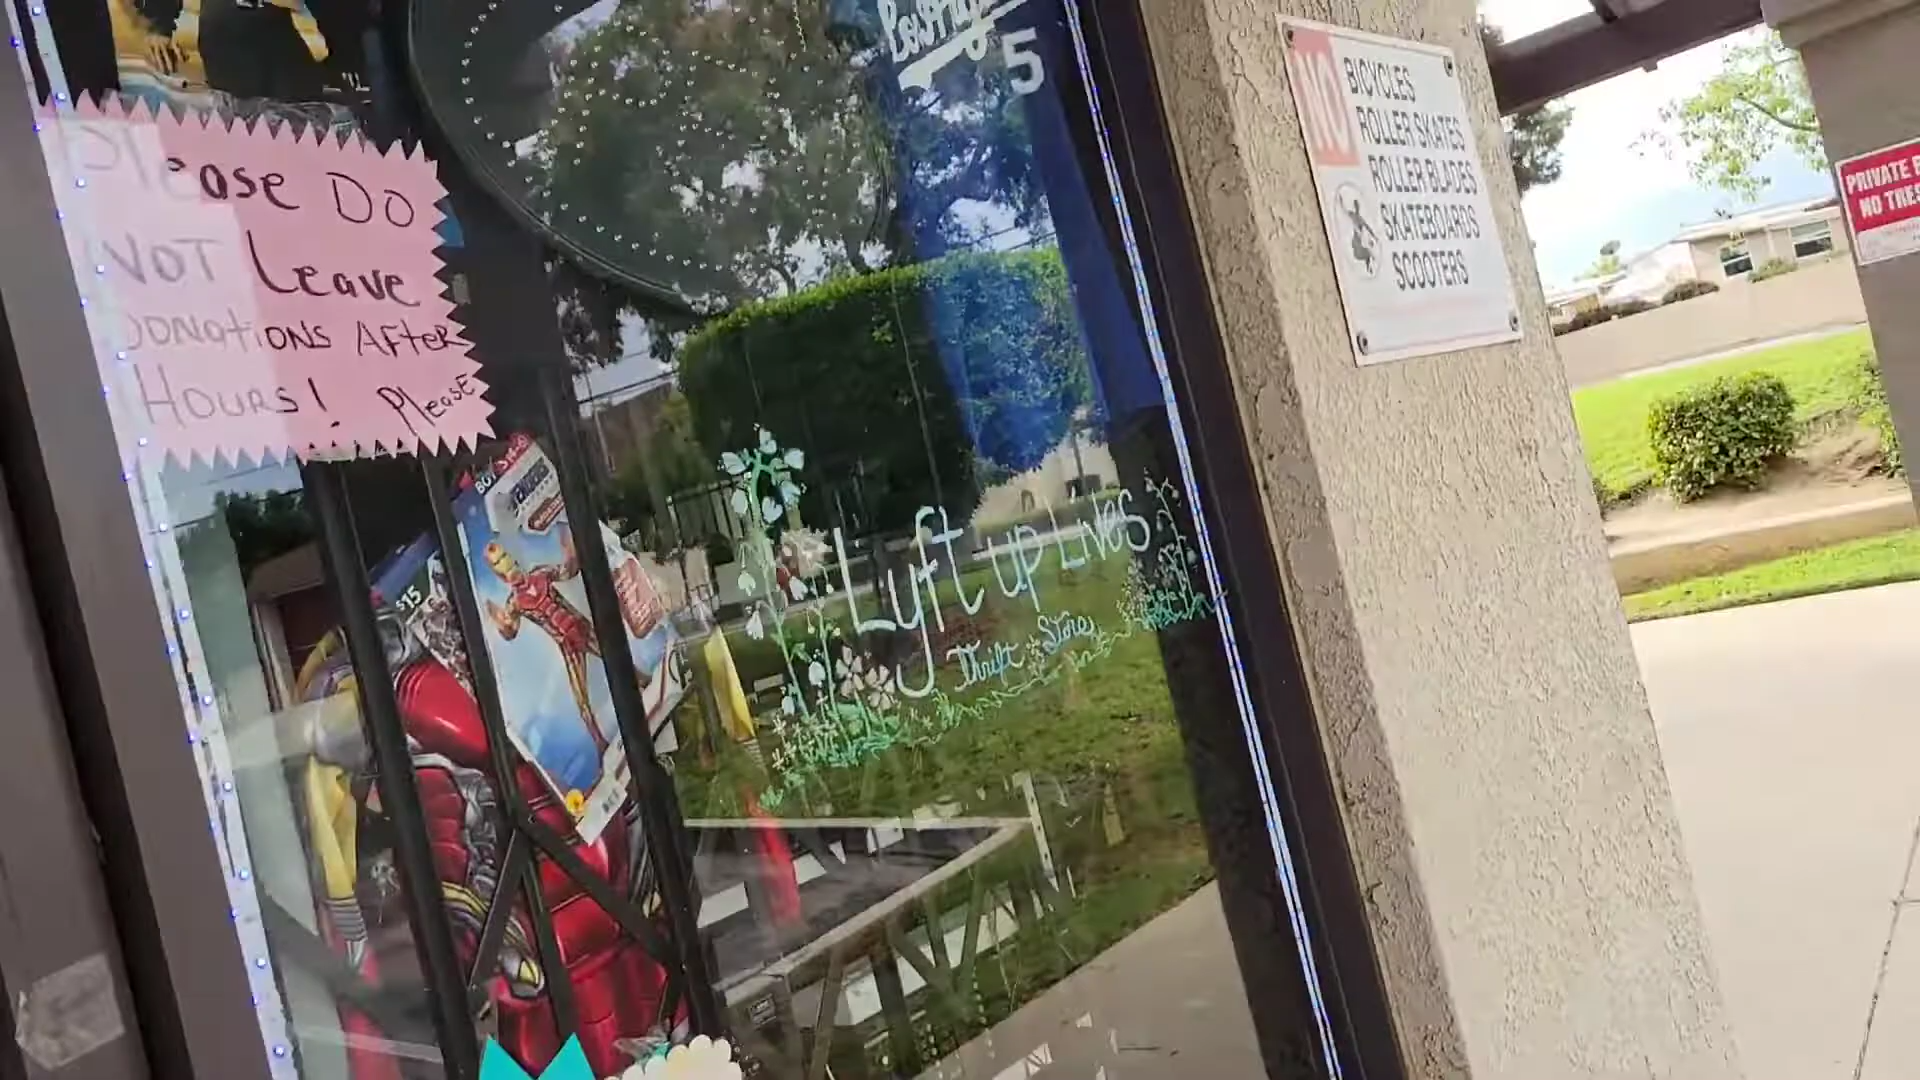 Please DO
NOT Leave
DONATIONS AFTER
HOURS! Please
5
$15
Lyft up Lives
Thrift Store
NO
BICYCLES
ROLLER SKATES
ROLLER BLADES
SKATEBOARDS
SCOOTERS
PRIVATE
NO TRES